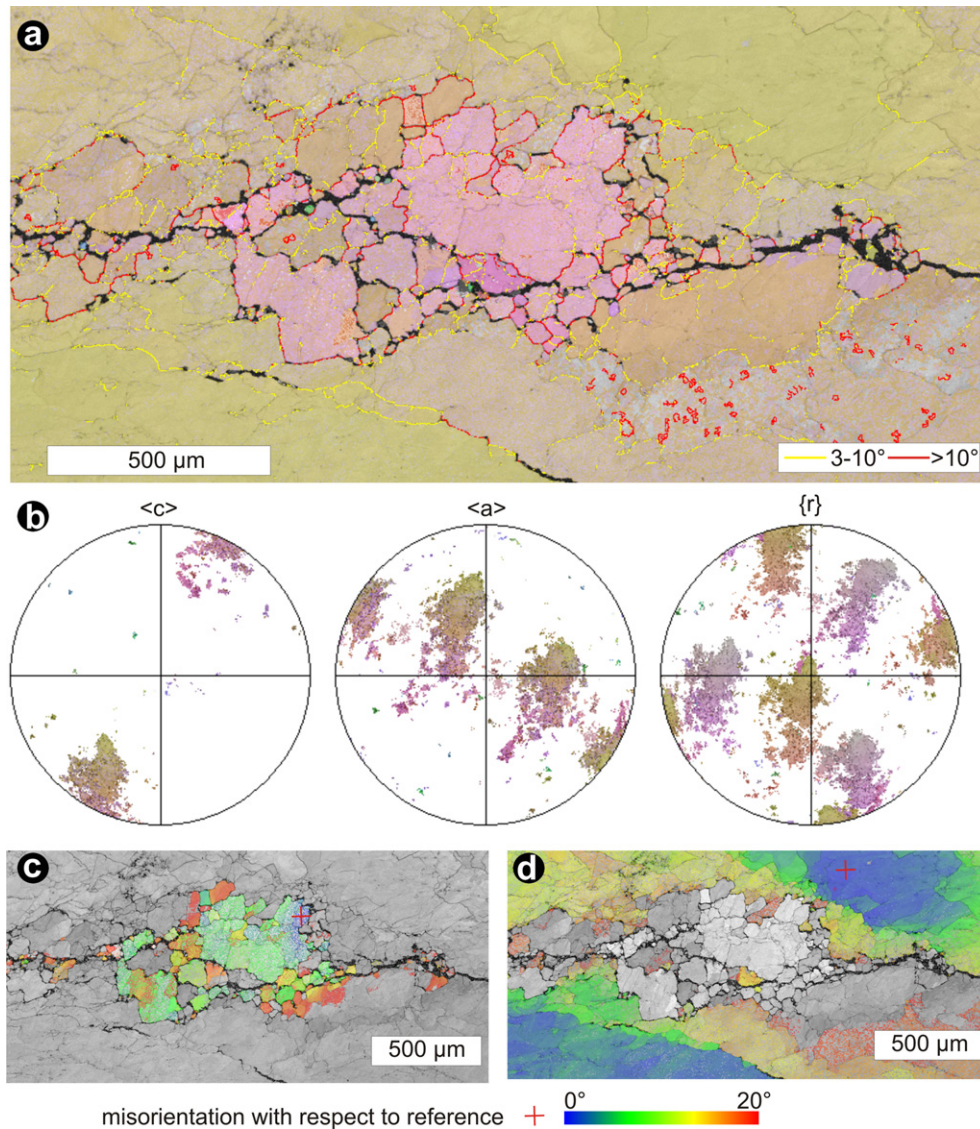 a
500 µm
3-10° >10°
b
<c> <a> {r}
c
500 µm
d
500 µm
misorientation with respect to reference 0° 20°